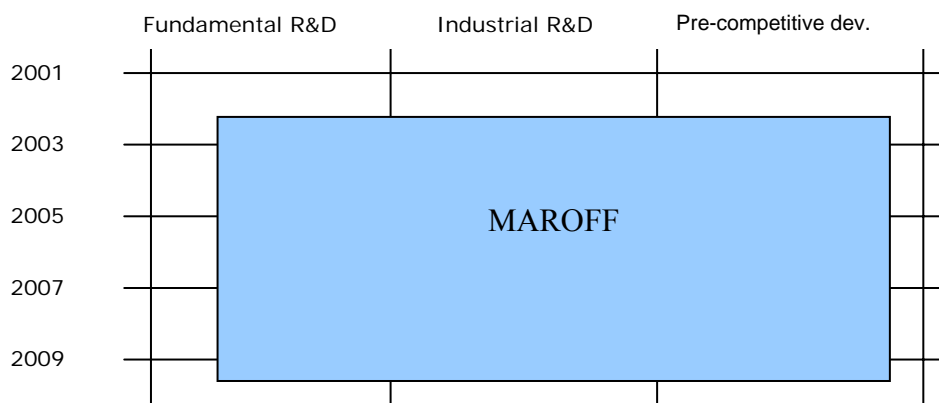 Fundamental R&D Industrial R&D Pre-competitive dev.
2001
2003
2005 MAROFF
2007
2009